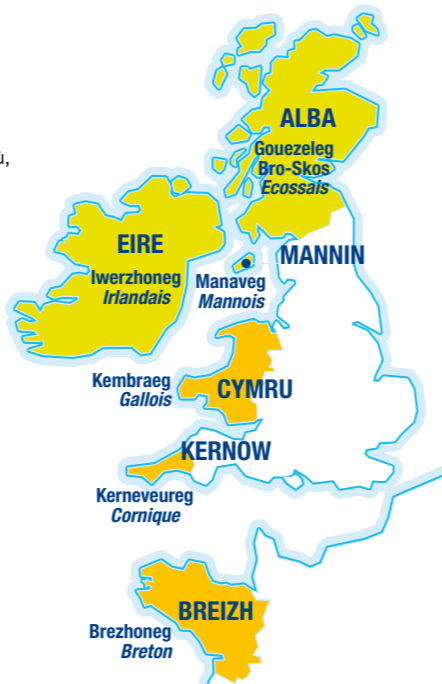 ALBA
Gouezeleg
Bro-Skos
Ecossais
EIRE
Iwerzhoneg
Irlandais
MANNIN
Manaveg
Mannois
Kembraeg
Gallois
CYMRU
KERNOW
Kerneveureg
Cornique
BREIZH
Brezhoneg
Breton